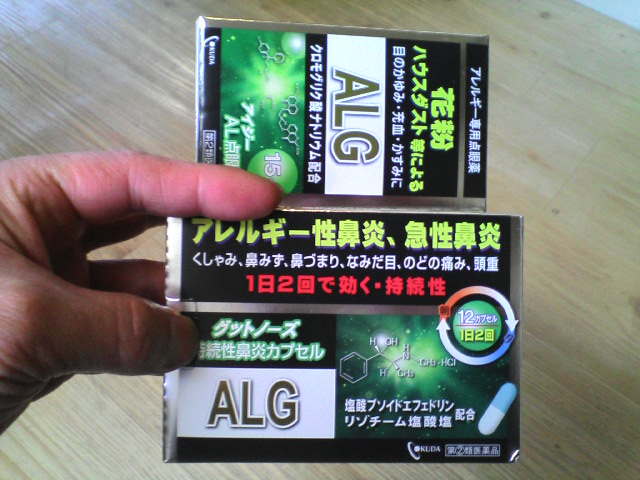 アレルギー専用点眼薬
花粉
ハウスダスト 等による
目のかゆみ・充血・かすみに
ALG
クロモグリク酸ナトリウム配合
アイジー
AL点眼
15
OKUDA
アレルギー性鼻炎、急性鼻炎
くしゃみ、鼻みず、鼻づまり、なみだ目、のどの痛み、頭重
1日2回で効く・持続性
グットノーズ
持続性鼻炎カプセル
ALG
朝
12カプセル
1日2回
夕
OH
H
H
N
CH₃
CH₃
·HCl
塩酸プソイドエフェドリン
リゾチーム塩酸塩 配合
OKUDA
第②類医薬品